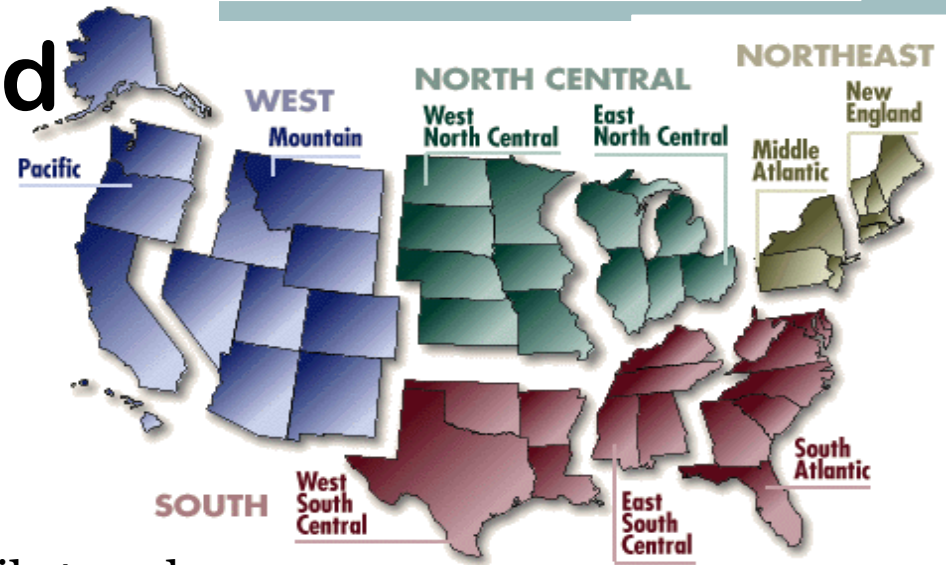 d
WEST
NORTH CENTRAL
NORTHEAST
Pacific
Mountain
West
North Central
East
North Central
Middle
Atlantic
New
England
SOUTH
West
South
Central
East
South
Central
South
Atlantic